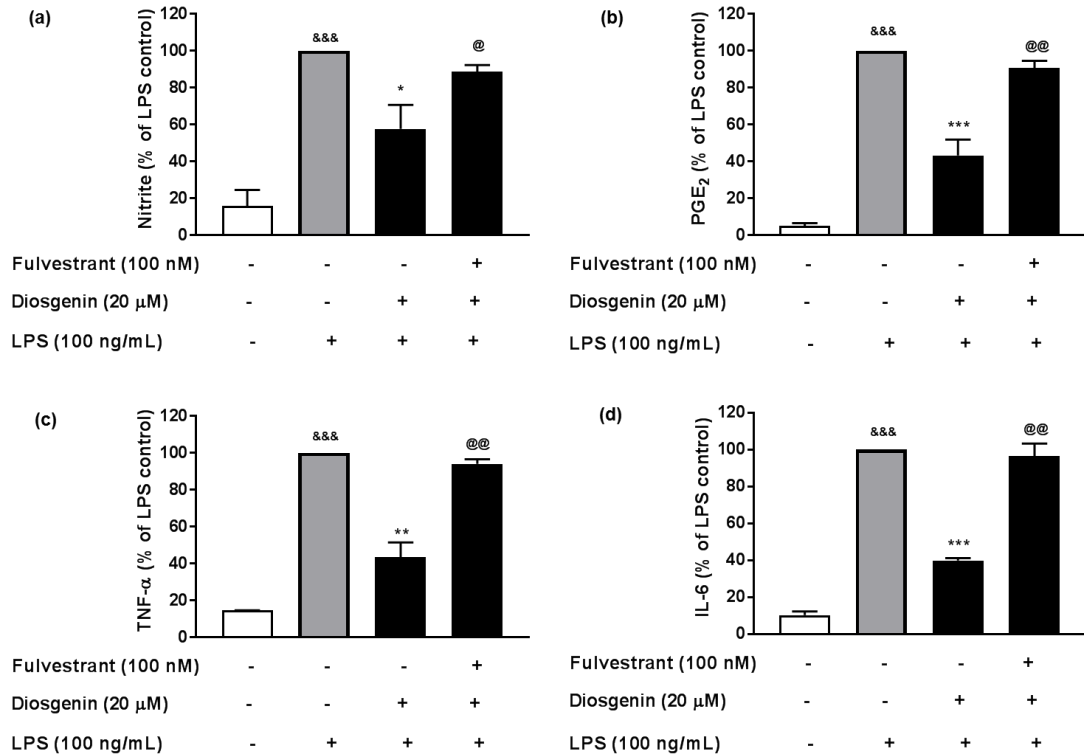 (a)
Nitrite (% of LPS control)
120
100
80
60
40
20
0
&&&
*
@
Fulvestrant (100 nM) - - - +
Diosgenin (20 μM) - - + +
LPS (100 ng/mL) - + + +
(b)
PGE2 (% of LPS control)
120
100
80
60
40
20
0
&&&
***
@@
Fulvestrant (100 nM) - - - +
Diosgenin (20 μM) - - + +
LPS (100 ng/mL) - + + +
(c)
TNF-α (% of LPS control)
120
100
80
60
40
20
0
&&&
**
@@
Fulvestrant (100 nM) - - - +
Diosgenin (20 μM) - - + +
LPS (100 ng/mL) - + + +
(d)
IL-6 (% of LPS control)
120
100
80
60
40
20
0
&&&
***
@@
Fulvestrant (100 nM) - - - +
Diosgenin (20 μM) - - + +
LPS (100 ng/mL) - + + +